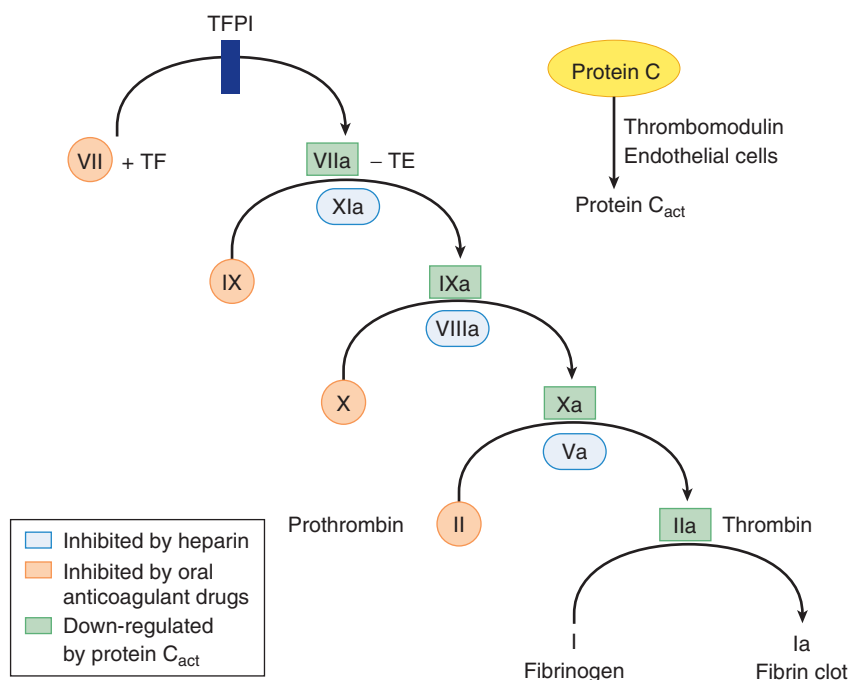 TFPI
Protein C
Thrombomodulin
Endothelial cells
Protein Cact
VII + TF
VIIa – TE
XIa
IX
IXa
VIIIa
X
Xa
Va
Prothrombin II
IIa Thrombin
I
Fibrinogen
Ia
Fibrin clot
Inhibited by heparin
Inhibited by oral
anticoagulant drugs
Down-regulated
by protein Cact